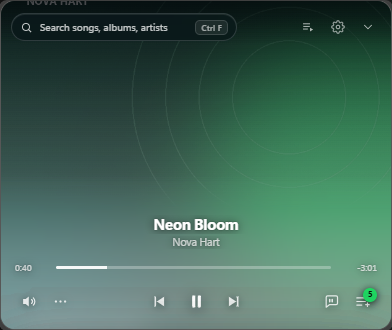 NOVA HART
Search songs, albums, artists
Ctrl F
Neon Bloom
Nova Hart
0:40
-3:01
5